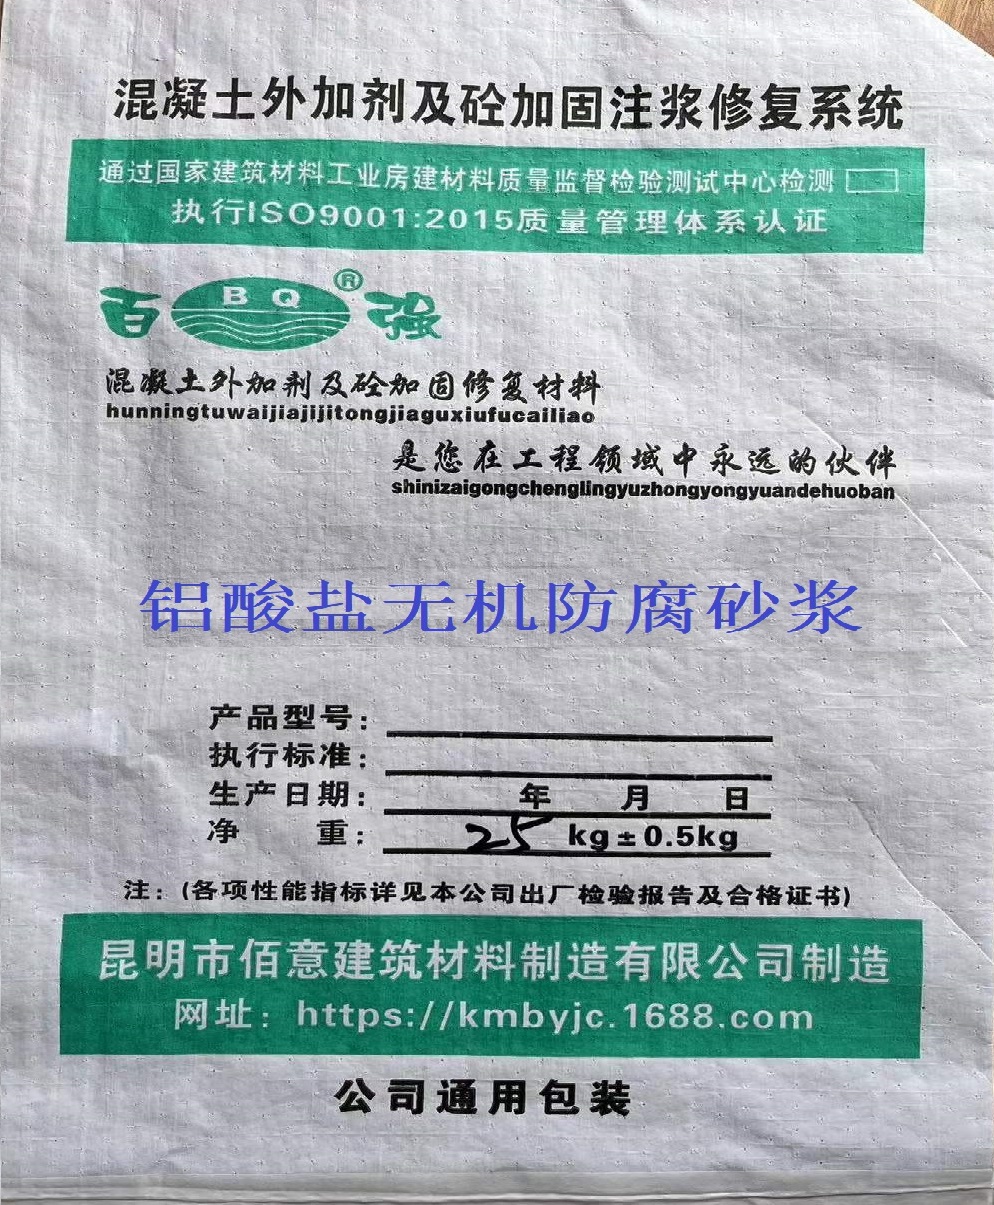 混凝土外加剂及砼加固注浆修复系统
通过国家建筑材料工业房建材料质量监督检验测试中心检测
执行ISO9001:2015质量管理体系认证
百 BQ ® 强
混凝土外加剂及砼加固修复材料
hunningtuwaijiajijitongjiaguxiufucailiao
是您在工程领域中永远的伙伴
shinizaigongchenglingyuzhongyongyuandehuoban
铝酸盐无机防腐砂浆
产品型号:
执行标准:
生产日期: 年 月 日
净 重: 25 kg±0.5kg
注:(各项性能指标详见本公司出厂检验报告及合格证书)
昆明市佰意建筑材料制造有限公司制造
网址: https://kmbyjc.1688.com
公司通用包装